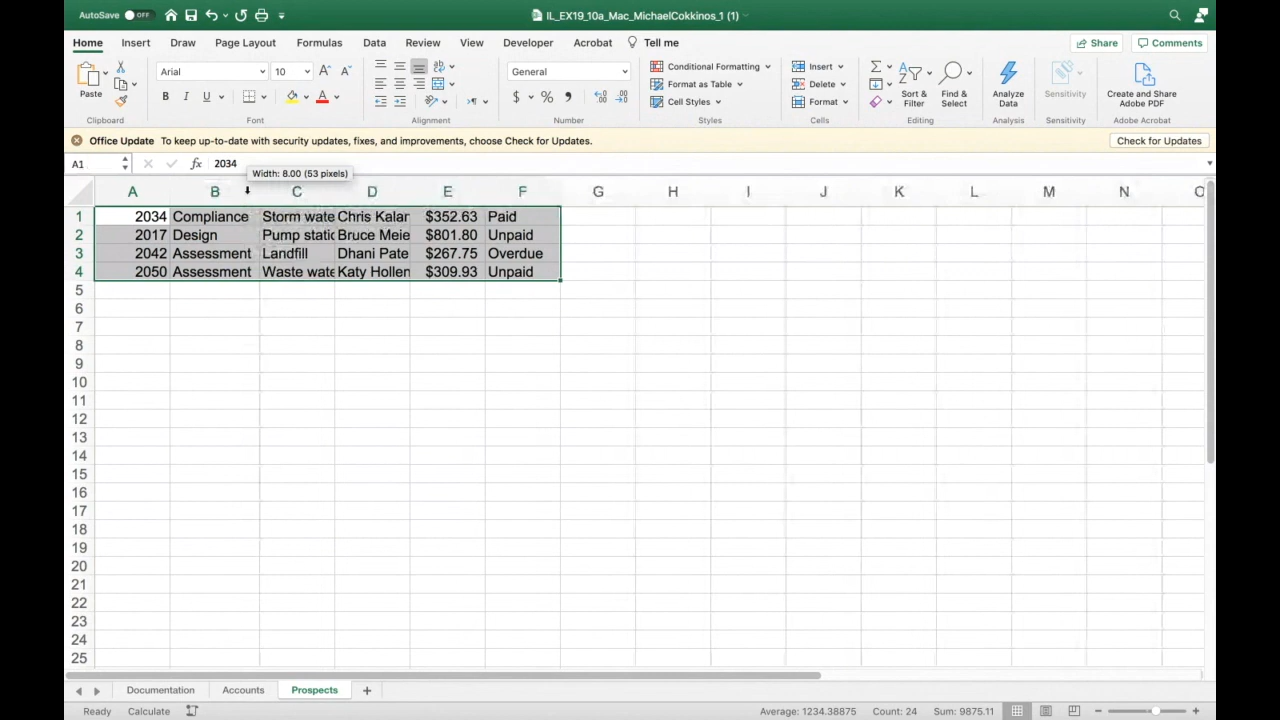 AutoSave OFF IL_EX19_10a_Mac_MichaelCokkinos_1 (1)
Home Insert Draw Page Layout Formulas Data Review View Developer Acrobat Tell me Share Comments
Paste Arial 10 General Conditional Formatting Insert Sort & Filter Find & Select Analyze Data Sensitivity Create and Share Adobe PDF
B I U $ % Format as Table Delete
Cell Styles Format
Clipboard Font Alignment Number Styles Cells Editing Analysis Sensitivity Adobe Acrobat
Office Update To keep up-to-date with security updates, fixes, and improvements, choose Check for Updates. Check for Updates
A1 fx 2034
Width: 8.00 (53 pixels)
A B C D E F G H I J K L M N O
1 2034 Compliance Storm wate Chris Kalar $352.63 Paid
2 2017 Design Pump static Bruce Meie $801.80 Unpaid
3 2042 Assessment Landfill Dhani Pate $267.75 Overdue
4 2050 Assessment Waste wate Katy Hollen $309.93 Unpaid
5
6
7
8
9
10
11
12
13
14
15
16
17
18
19
20
21
22
23
24
25
Documentation Accounts Prospects +
Ready Calculate Average: 1234.38875 Count: 24 Sum: 9875.11